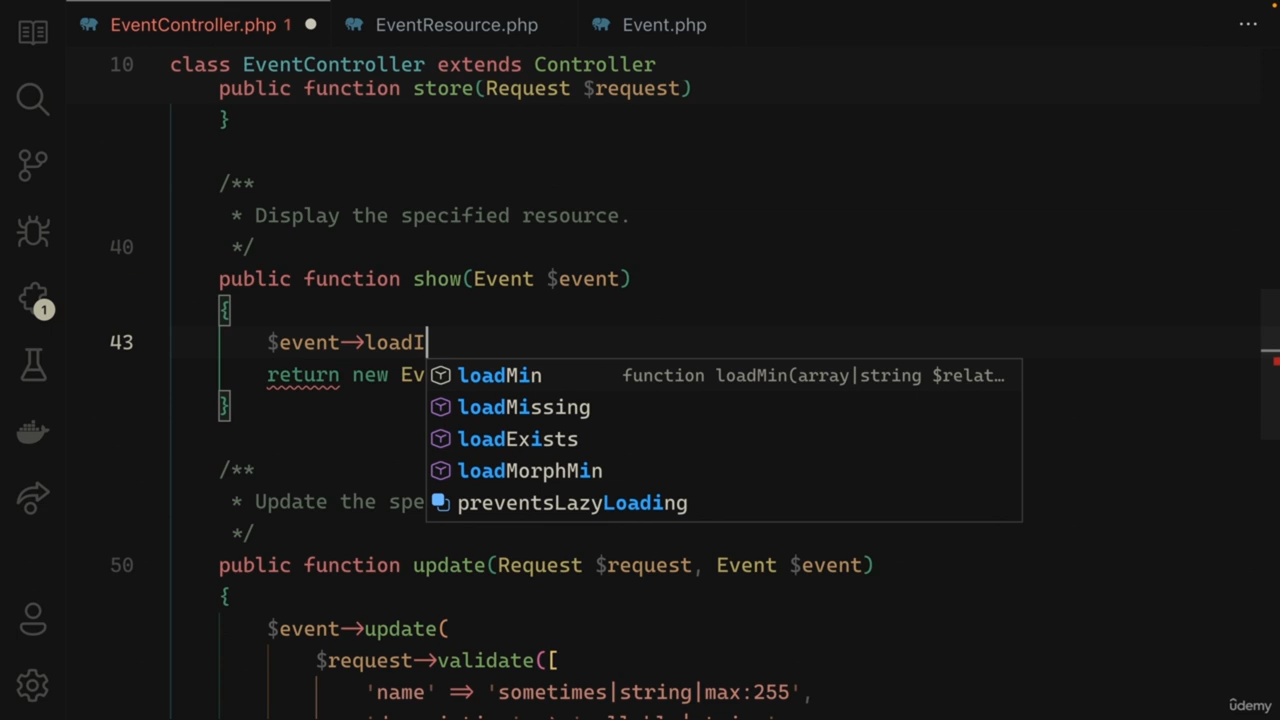 EventController.php 1
EventResource.php
Event.php
10 class EventController extends Controller
public function store(Request $request)
}
/**
* Display the specified resource.
40 */
public function show(Event $event)
{
43 $event->loadI
return new Ev
}
loadMin function loadMin(array|string $relat…
loadMissing
loadExists
loadMorphMin
preventsLazyLoading
/**
* Update the spe
*/
50 public function update(Request $request, Event $event)
{
$event->update(
$request->validate([
'name' => 'sometimes|string|max:255',
1
ûdemy